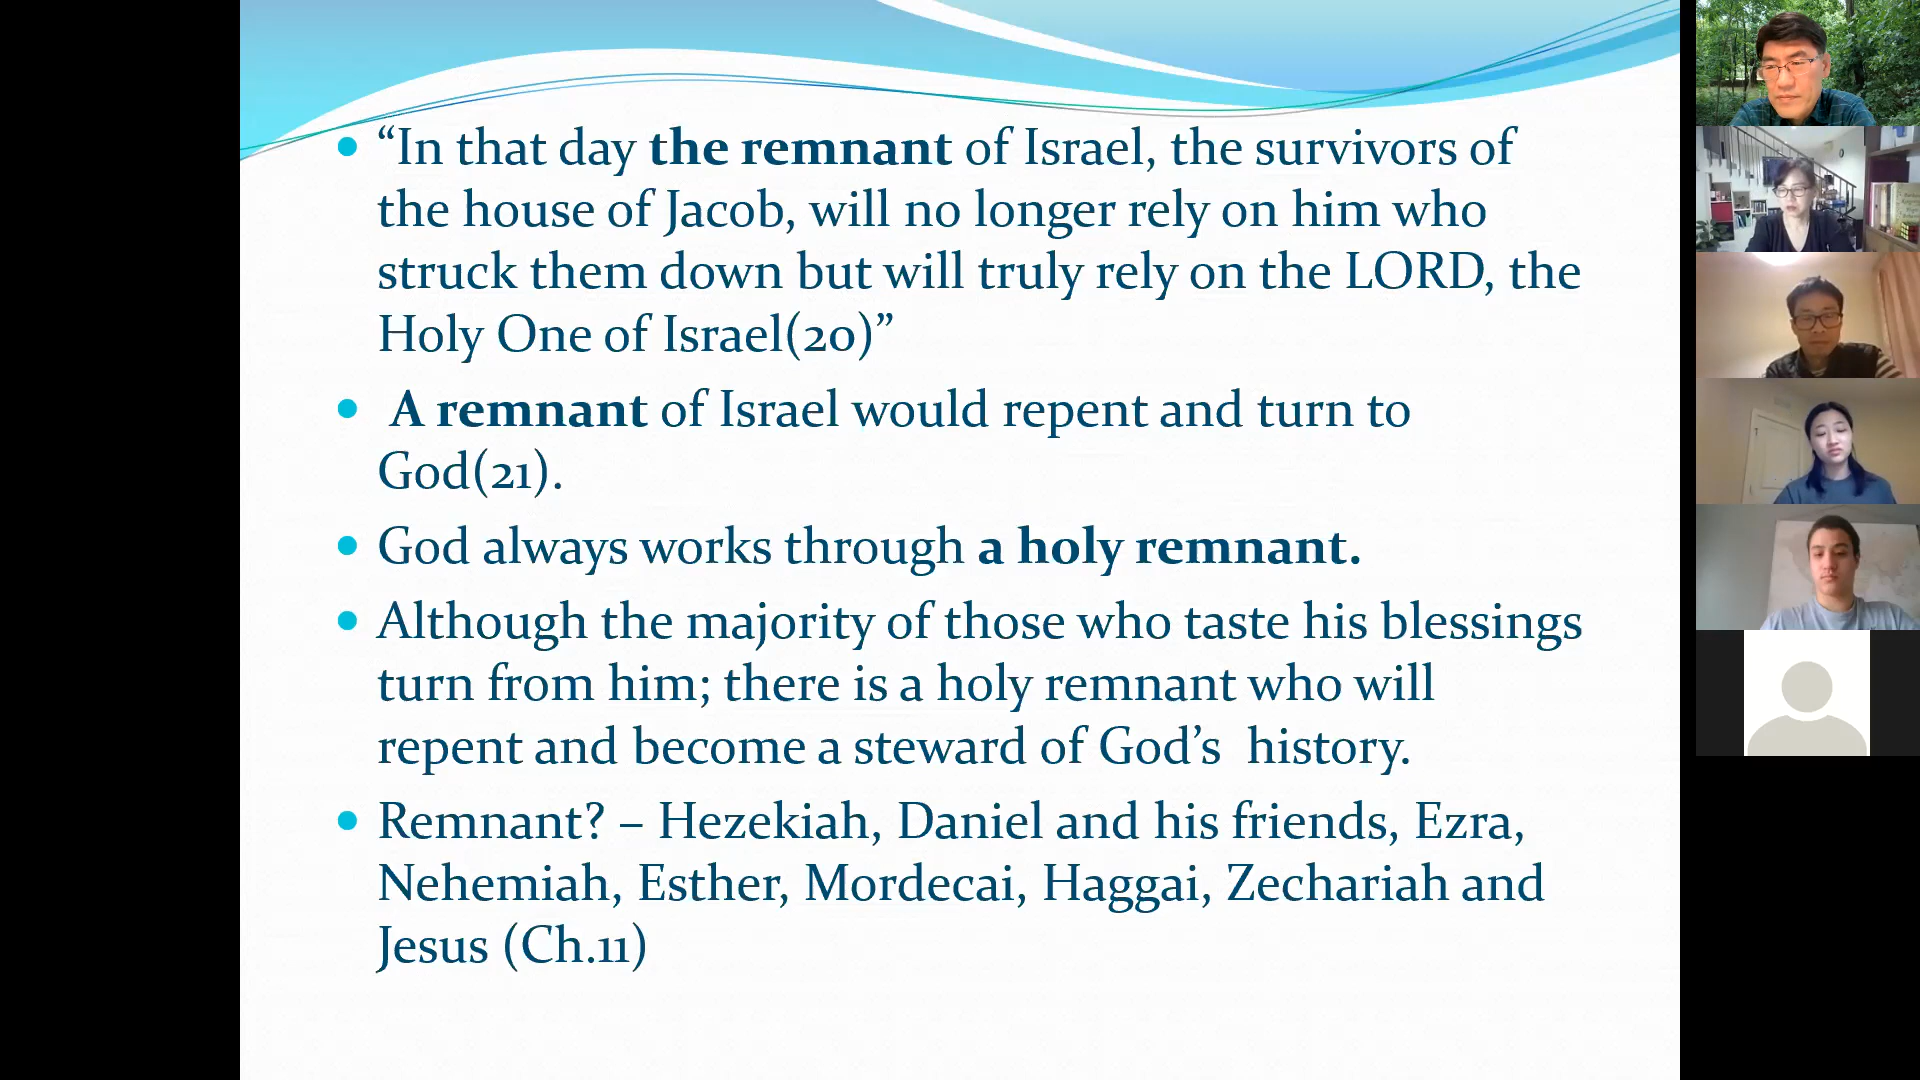 • “In that day the remnant of Israel, the survivors of
the house of Jacob, will no longer rely on him who
struck them down but will truly rely on the LORD, the
Holy One of Israel(20)”
• A remnant of Israel would repent and turn to
God(21).
• God always works through a holy remnant.
• Although the majority of those who taste his blessings
turn from him; there is a holy remnant who will
repent and become a steward of God’s  history.
• Remnant? – Hezekiah, Daniel and his friends, Ezra,
Nehemiah, Esther, Mordecai, Haggai, Zechariah and
Jesus (Ch.11)